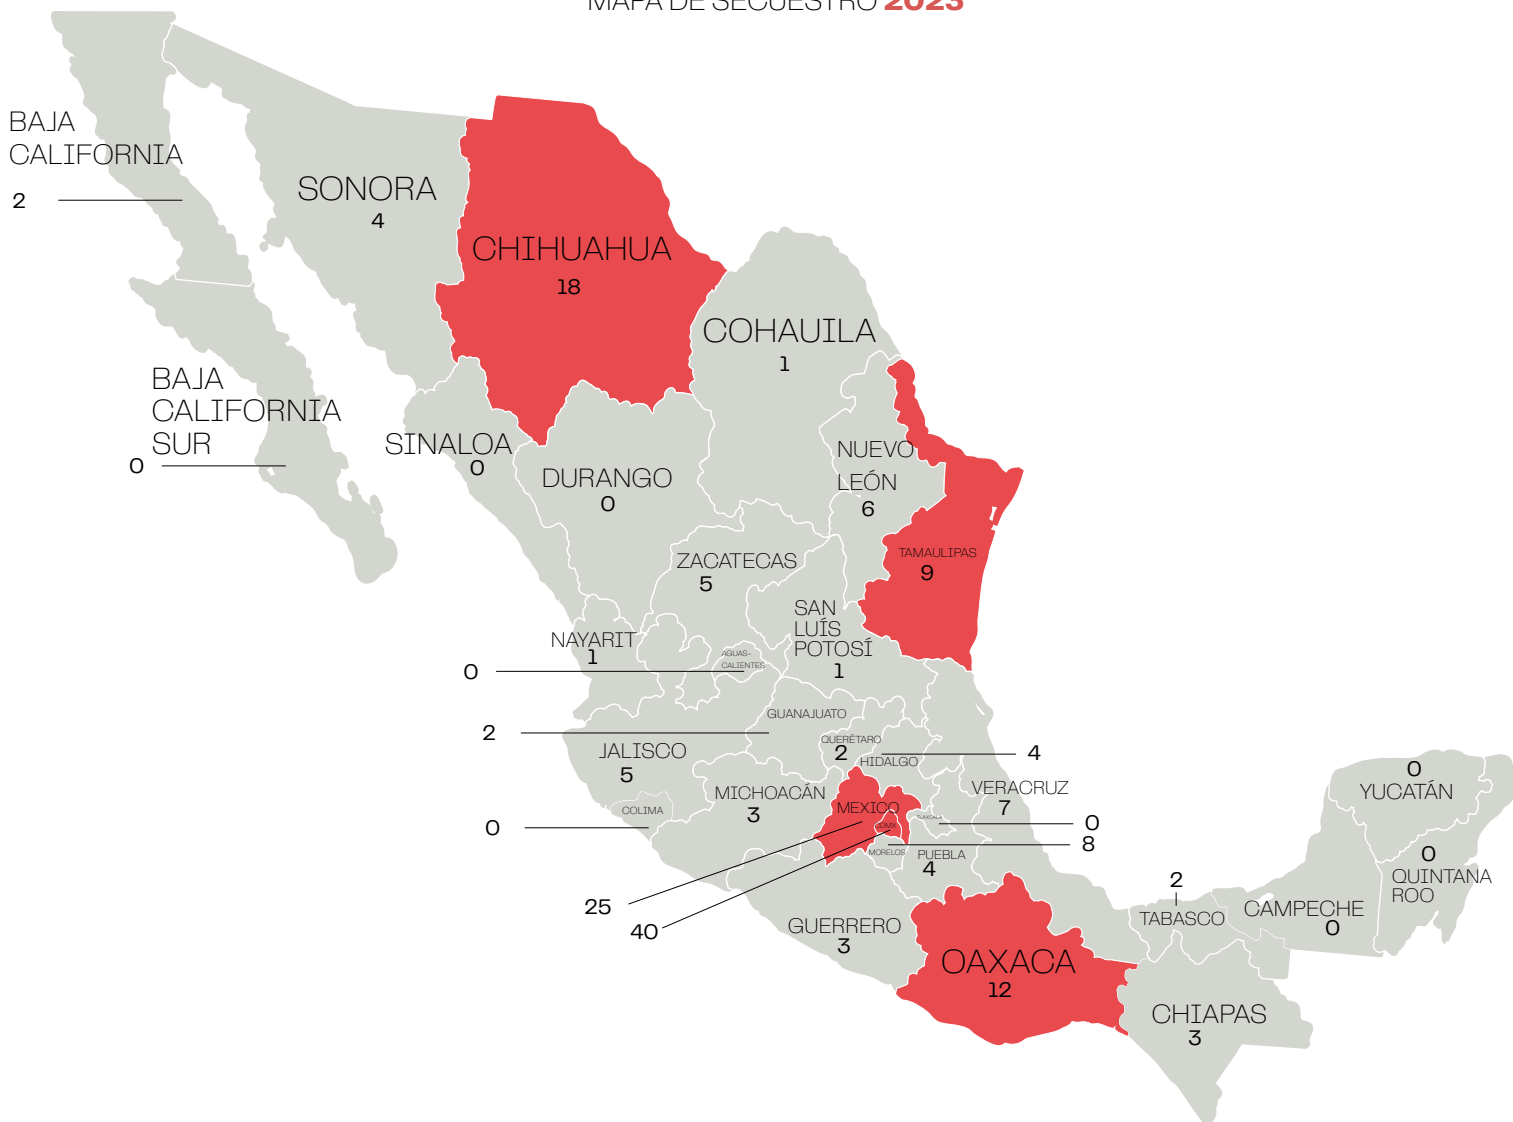 MAPA DE SECUESTRO 2023
BAJA
CALIFORNIA
2
SONORA
4
CHIHUAHUA
18
COHAUILA
1
BAJA
CALIFORNIA
SUR
0
SINALOA
0
DURANGO
0
NUEVO
LEÓN
6
TAMAULIPAS
9
ZACATECAS
5
SAN
LUÍS
POTOSÍ
1
NAYARIT
1
AGUAS-
CALIENTES
0
GUANAJUATO
2
QUERÉTARO
2
HIDALGO
4
JALISCO
5
MICHOACÁN
3
COLIMA
0
MEXICO
25
CDMX
40
TLAXCALA
0
MORELOS
8
PUEBLA
4
VERACRUZ
7
GUERRERO
3
OAXACA
12
2
TABASCO
CHIAPAS
3
CAMPECHE
0
0
YUCATÁN
0
QUINTANA
ROO